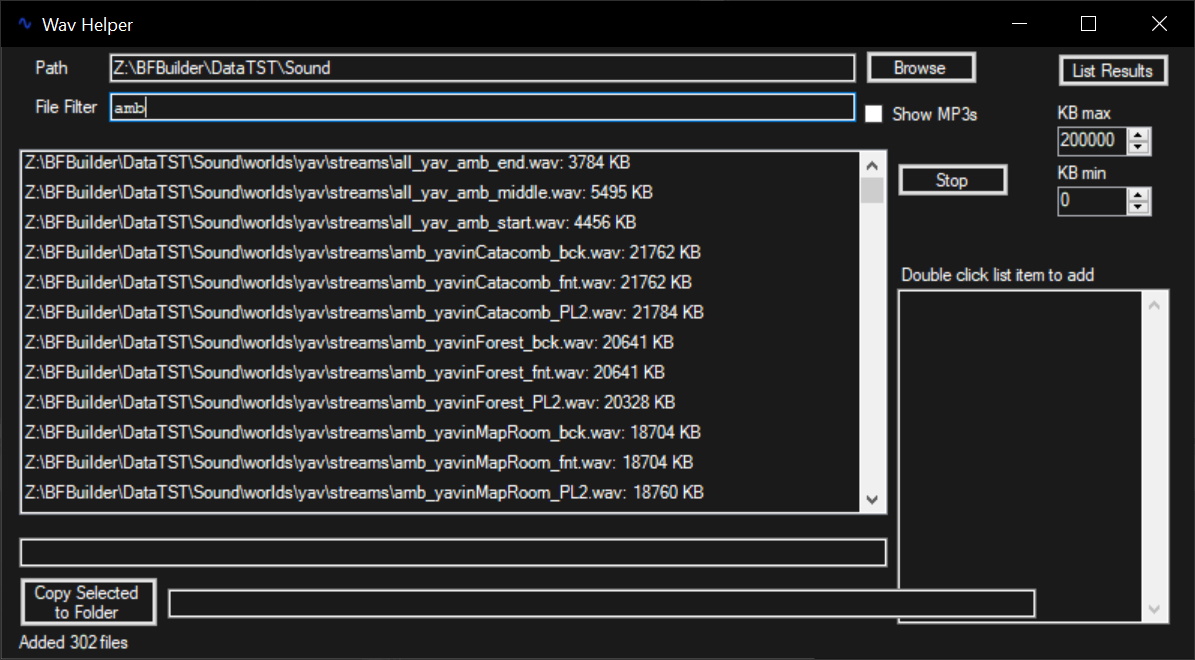 Wav Helper
Path Z:\BFBuilder\DataTST\Sound Browse List Results
File Filter amb Show MP3s KB max
200000
Z:\BFBuilder\DataTST\Sound\worlds\yav\streams\all_yav_amb_end.wav: 3784 KB
Z:\BFBuilder\DataTST\Sound\worlds\yav\streams\all_yav_amb_middle.wav: 5495 KB
Z:\BFBuilder\DataTST\Sound\worlds\yav\streams\all_yav_amb_start.wav: 4456 KB
Z:\BFBuilder\DataTST\Sound\worlds\yav\streams\amb_yavinCatacomb_bck.wav: 21762 KB
Z:\BFBuilder\DataTST\Sound\worlds\yav\streams\amb_yavinCatacomb_fnt.wav: 21762 KB
Z:\BFBuilder\DataTST\Sound\worlds\yav\streams\amb_yavinCatacomb_PL2.wav: 21784 KB
Z:\BFBuilder\DataTST\Sound\worlds\yav\streams\amb_yavinForest_bck.wav: 20641 KB
Z:\BFBuilder\DataTST\Sound\worlds\yav\streams\amb_yavinForest_fnt.wav: 20641 KB
Z:\BFBuilder\DataTST\Sound\worlds\yav\streams\amb_yavinForest_PL2.wav: 20328 KB
Z:\BFBuilder\DataTST\Sound\worlds\yav\streams\amb_yavinMapRoom_bck.wav: 18704 KB
Z:\BFBuilder\DataTST\Sound\worlds\yav\streams\amb_yavinMapRoom_fnt.wav: 18704 KB
Z:\BFBuilder\DataTST\Sound\worlds\yav\streams\amb_yavinMapRoom_PL2.wav: 18760 KB
Stop
KB min
0
Double click list item to add
Copy Selected
to Folder
Added 302 files